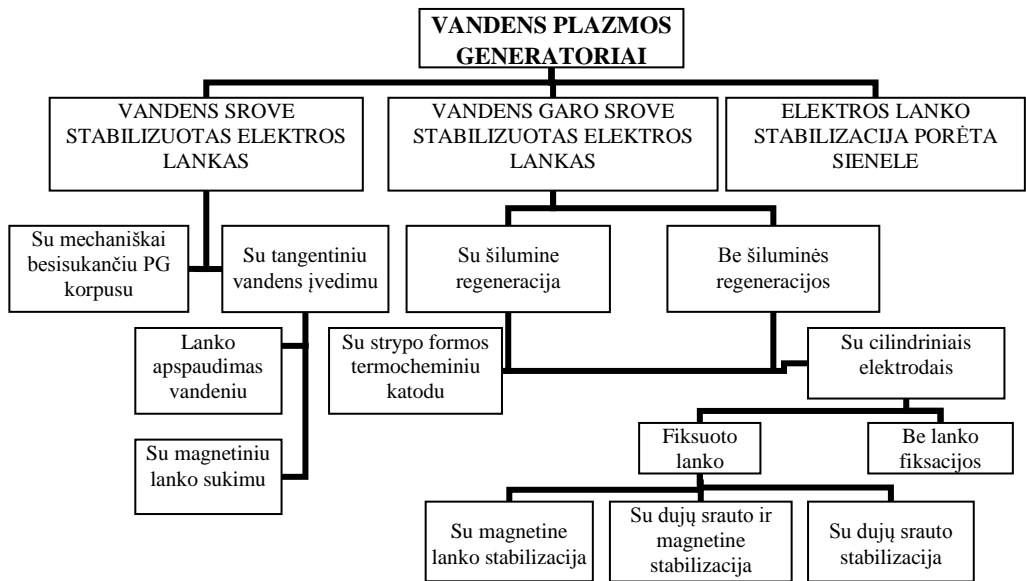 VANDENS PLAZMOS
GENERATORIAI
VANDENS SROVE
STABILIZUOTAS ELEKTROS
LANKAS
VANDENS GARO SROVE
STABILIZUOTAS ELEKTROS
LANKAS
ELEKTROS LANKO
STABILIZACIJA PORĖTA
SIENELE
Su mechaniškai
besisukančiu PG
korpusu
Su tangentiniu
vandens įvedimu
Su šilumine
regeneracija
Be šiluminės
regeneracijos
Lanko
apspaudimas
vandeniu
Su strypo formos
termocheminiu
katodu
Su cilindriniais
elektrodais
Su magnetiniu
lanko sukimu
Fiksuoto
lanko
Be lanko
fiksacijos
Su magnetine
lanko stabilizacija
Su dujų srauto ir
magnetine
stabilizacija
Su dujų srauto
stabilizacija